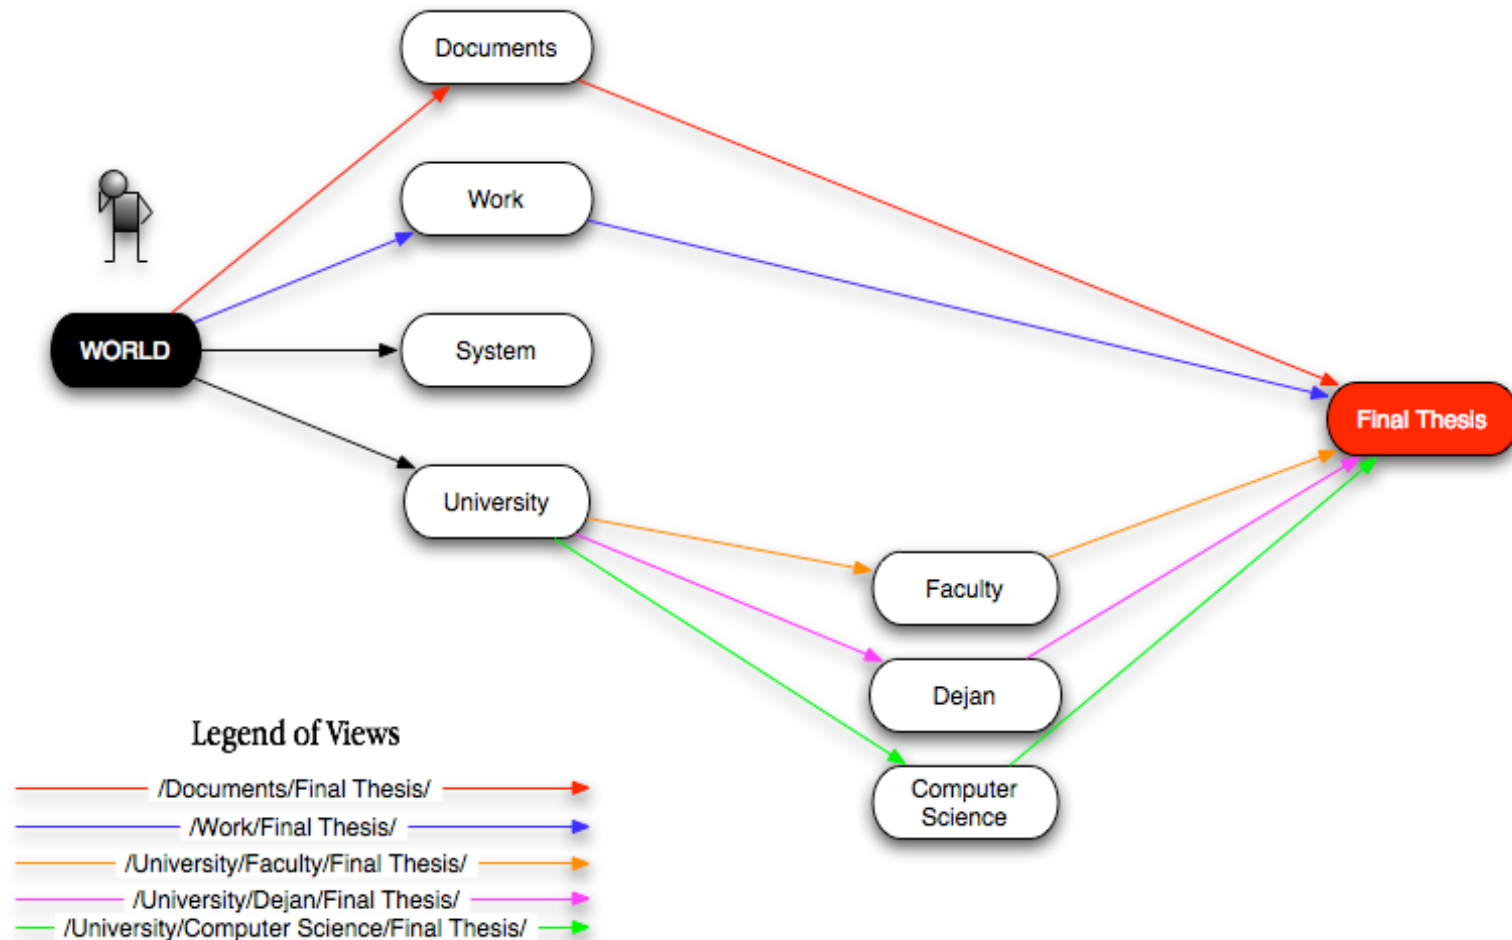 Documents
Work
WORLD
System
Final Thesis
University
Faculty
Dejan
Computer
Science
Legend of Views
/Documents/Final Thesis/
/Work/Final Thesis/
/University/Faculty/Final Thesis/
/University/Dejan/Final Thesis/
/University/Computer Science/Final Thesis/